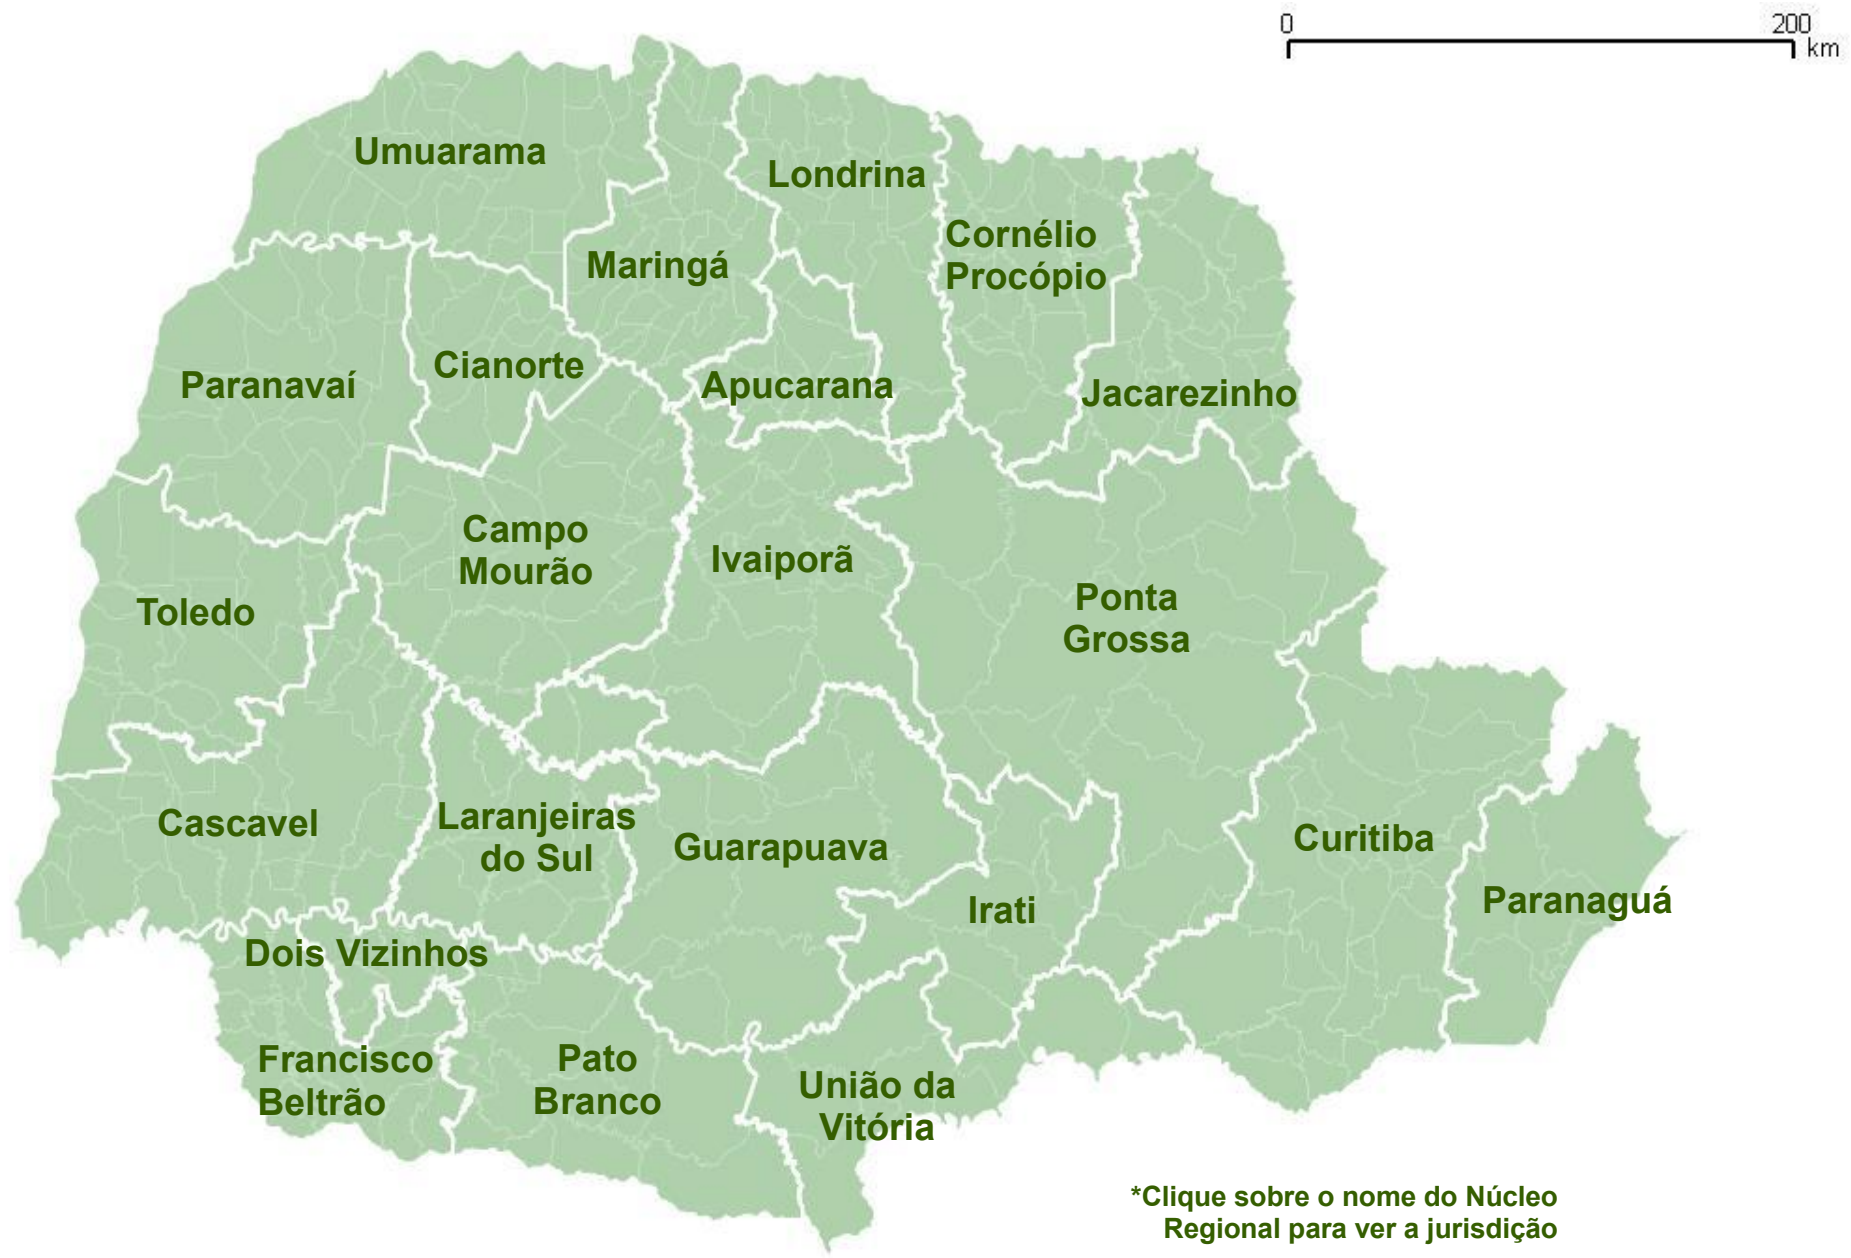 0 200
km
Umuarama
Londrina
Cornélio
Procópio
Maringá
Cianorte
Paranavaí
Apucarana
Jacarezinho
Campo
Mourão
Ivaiporã
Ponta
Grossa
Toledo
Cascavel
Laranjeiras
do Sul
Guarapuava
Curitiba
Irati
Paranaguá
Dois Vizinhos
Francisco
Beltrão
Pato
Branco
União da
Vitória
*Clique sobre o nome do Núcleo
Regional para ver a jurisdição